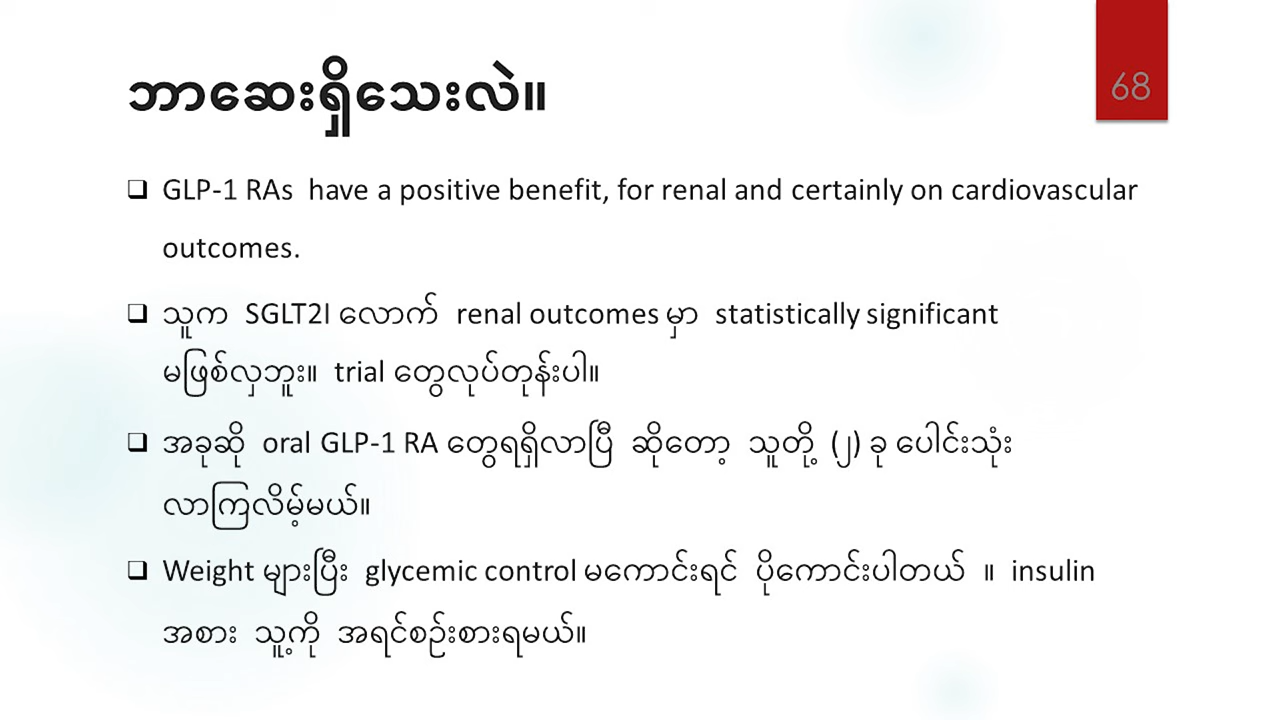 68
ဘာဆေးရှိသေးလဲ။
GLP-1 RAs have a positive benefit, for renal and certainly on cardiovascular
outcomes.
သူက SGLT2I လောက် renal outcomes မှာ statistically significant
မဖြစ်လှဘူး။ trial တွေလုပ်တုန်းပါ။
အခုဆို oral GLP-1 RA တွေရရှိလာပြီ ဆိုတော့ သူတို့ (၂) ခု ပေါင်းသုံး
လာကြလိမ့်မယ်။
Weight များပြီး glycemic control မကောင်းရင် ပိုကောင်းပါတယ် ။ insulin
အစား သူ့ကို အရင်စဉ်းစားရမယ်။